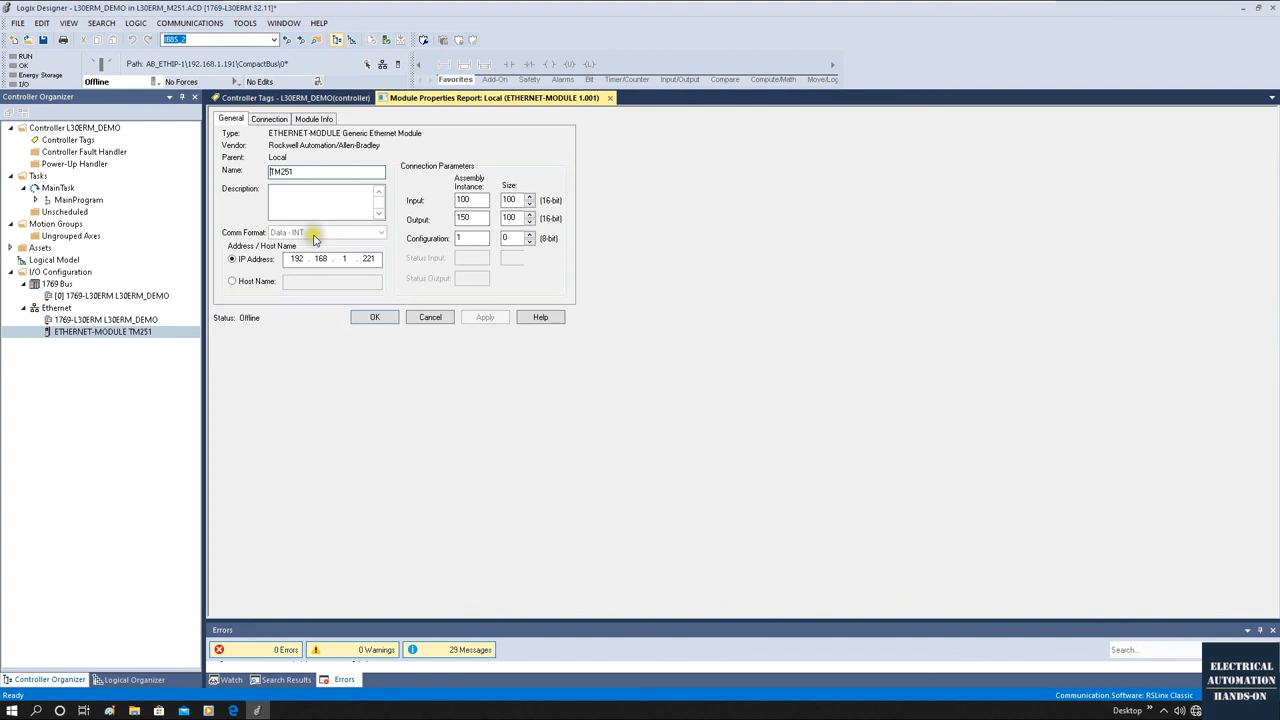 Logix Designer - L30ERM_DEMO in L30ERM_M251.ACD [1769-L30ERM 32.11]*
FILE EDIT VIEW SEARCH LOGIC COMMUNICATIONS TOOLS WINDOW HELP
RUN
OK
Energy Storage
I/O
Path: AB_ETHIP-1\192.168.1.191\CompactBus\0*
Offline No Forces No Edits
Favorites Add-On Safety Alarms Bit Timer/Counter Input/Output Compare Compute/Math Move/Log
Controller Organizer
Controller Tags - L30ERM_DEMO(controller) Module Properties Report: Local (ETHERNET-MODULE 1.001)
Controller L30ERM_DEMO
Controller Tags
Controller Fault Handler
Power-Up Handler
Tasks
MainTask
MainProgram
Unscheduled
Motion Groups
Ungrouped Axes
Assets
Logical Model
I/O Configuration
1769 Bus
[0] 1769-L30ERM L30ERM_DEMO
Ethernet
1769-L30ERM L30ERM_DEMO
ETHERNET-MODULE TM251
General Connection Module Info
Type: ETHERNET-MODULE Generic Ethernet Module
Vendor: Rockwell Automation/Allen-Bradley
Parent: Local
Name: TM251
Description:
Comm Format: Data - INT
Address / Host Name
IP Address: 192 . 168 . 1 . 221
Host Name:
Connection Parameters
Assembly
Instance: Size:
Input: 100 100 (16-bit)
Output: 150 100 (16-bit)
Configuration: 1 0 (8-bit)
Status Input:
Status Output:
Status: Offline OK Cancel Apply Help
Errors
0 Errors 0 Warnings 29 Messages Search...
Controller Organizer Logical Organizer Watch Search Results Errors
Ready Communication Software: RSLinx Classic
Desktop
ELECTRICAL
AUTOMATION
HANDS-ON